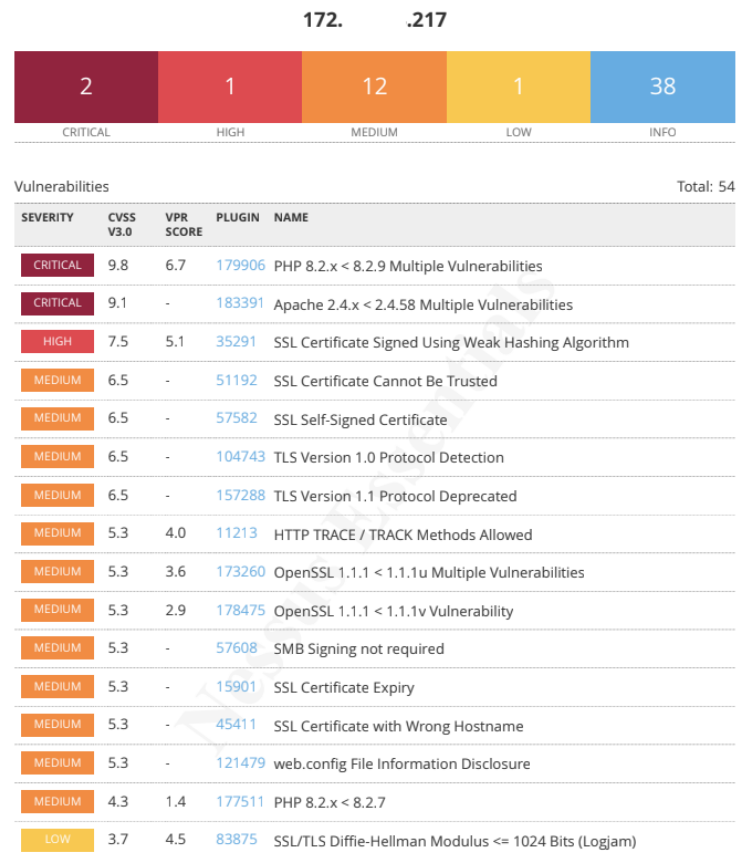 172. .217
2 1 12 1 38
CRITICAL HIGH MEDIUM LOW INFO
Vulnerabilities Total: 54
SEVERITY CVSS V3.0 VPR SCORE PLUGIN NAME
CRITICAL 9.8 6.7 179906 PHP 8.2.x < 8.2.9 Multiple Vulnerabilities
CRITICAL 9.1 - 183391 Apache 2.4.x < 2.4.58 Multiple Vulnerabilities
HIGH 7.5 5.1 35291 SSL Certificate Signed Using Weak Hashing Algorithm
MEDIUM 6.5 - 51192 SSL Certificate Cannot Be Trusted
MEDIUM 6.5 - 57582 SSL Self-Signed Certificate
MEDIUM 6.5 - 104743 TLS Version 1.0 Protocol Detection
MEDIUM 6.5 - 157288 TLS Version 1.1 Protocol Deprecated
MEDIUM 5.3 4.0 11213 HTTP TRACE / TRACK Methods Allowed
MEDIUM 5.3 3.6 173260 OpenSSL 1.1.1 < 1.1.1u Multiple Vulnerabilities
MEDIUM 5.3 2.9 178475 OpenSSL 1.1.1 < 1.1.1v Vulnerability
MEDIUM 5.3 - 57608 SMB Signing not required
MEDIUM 5.3 - 15901 SSL Certificate Expiry
MEDIUM 5.3 - 45411 SSL Certificate with Wrong Hostname
MEDIUM 5.3 - 121479 web.config File Information Disclosure
MEDIUM 4.3 1.4 177511 PHP 8.2.x < 8.2.7
LOW 3.7 4.5 83875 SSL/TLS Diffie-Hellman Modulus <= 1024 Bits (Logjam)
Nessus Essentials